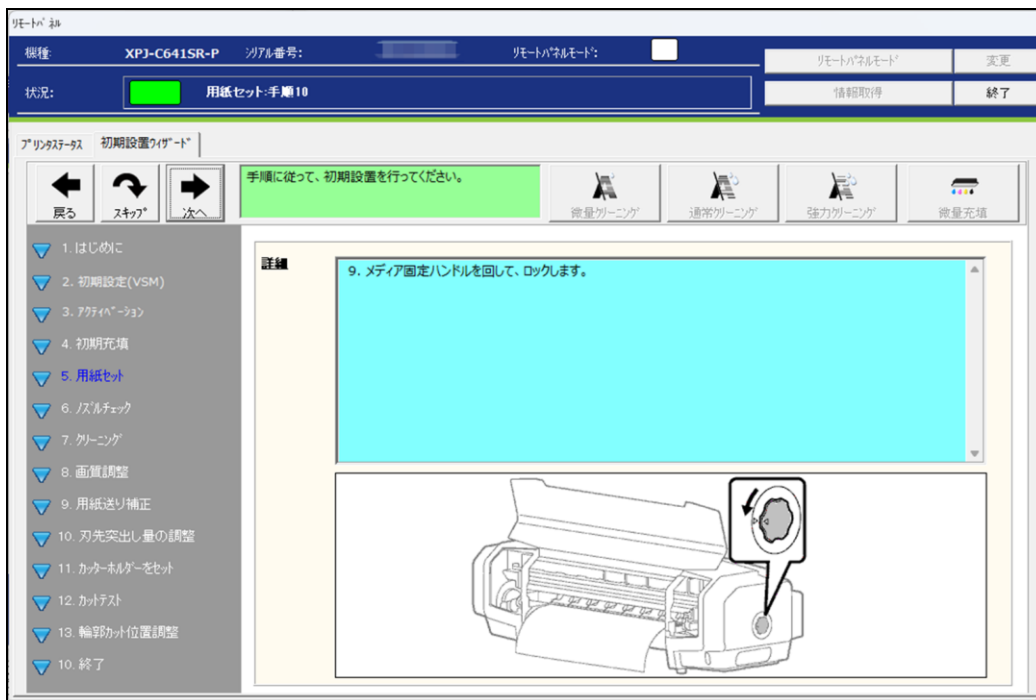 リモートパネル
機種: XPJ-C641SR-P シリアル番号: リモートパネルモード: リモートパネルモード 変更
状況: 用紙セット:手順10 情報取得 終了
プリンタステータス 初期設置ウィザード
戻る スキップ 次へ 手順に従って、初期設置を行ってください。 微量クリーニング 通常クリーニング 強力クリーニング 微量充填
1. はじめに
2. 初期設定(VSM)
3. アクティベーション
4. 初期充填
5. 用紙セット
6. ノズルチェック
7. クリーニング
8. 画質調整
9. 用紙送り補正
10. 刃先突出し量の調整
11. カッターホルダーをセット
12. カットテスト
13. 輪郭カット位置調整
10. 終了
詳細
9. メディア固定ハンドルを回して、ロックします。